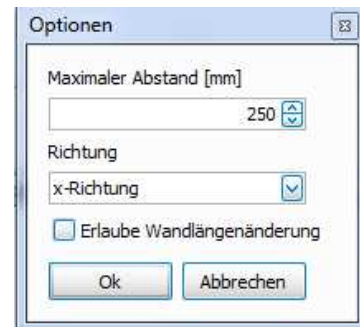 Optionen
Maximaler Abstand [mm]
250
Richtung
x-Richtung
Erlaube Wandlängenänderung
Ok Abbrechen